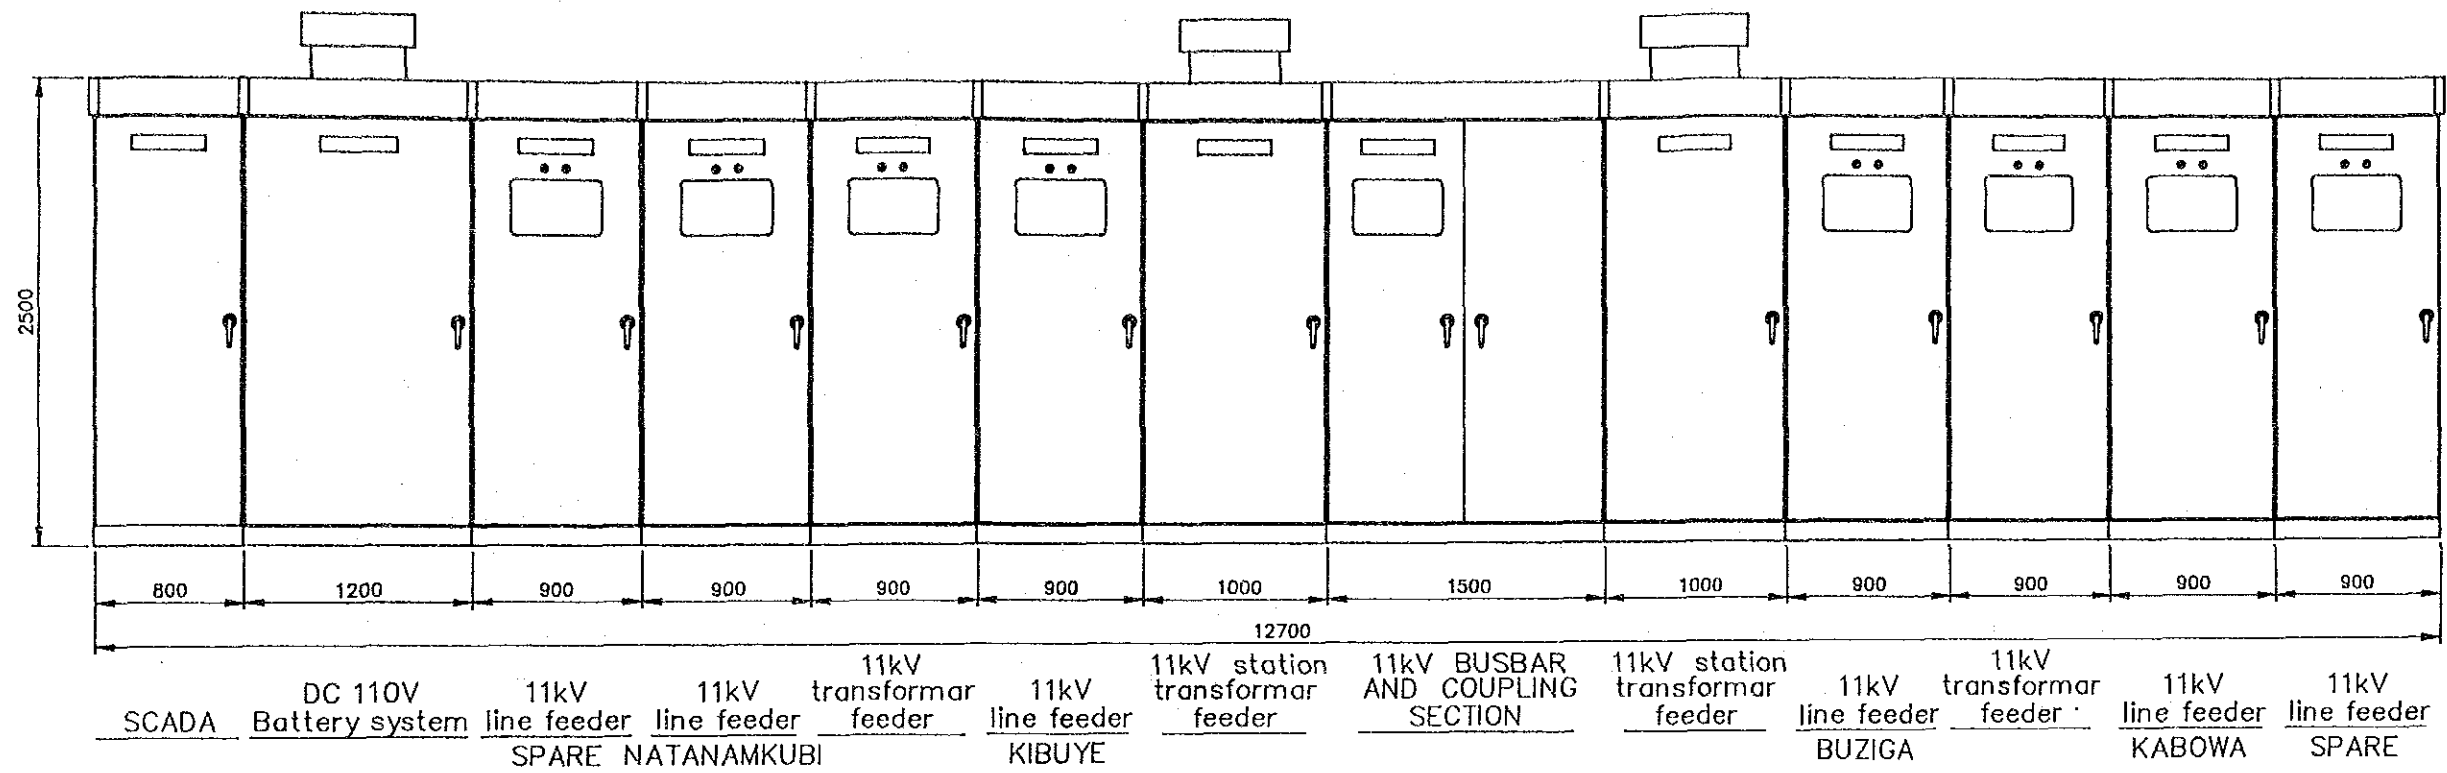 2500
800
1200
900
900
900
900
1000
1500
1000
900
900
900
900
12700
SCADA
DC 110V
Battery system
11kV
line feeder
SPARE
11kV
line feeder
NATANAMKUBI
11kV
transformar
feeder
11kV
line feeder
KIBUYE
11kV station
transformar
feeder
11kV BUSBAR
AND COUPLING
SECTION
11kV station
transformar
feeder
11kV
line feeder
BUZIGA
11kV
transformar
feeder
11kV
line feeder
KABOWA
11kV
line feeder
SPARE